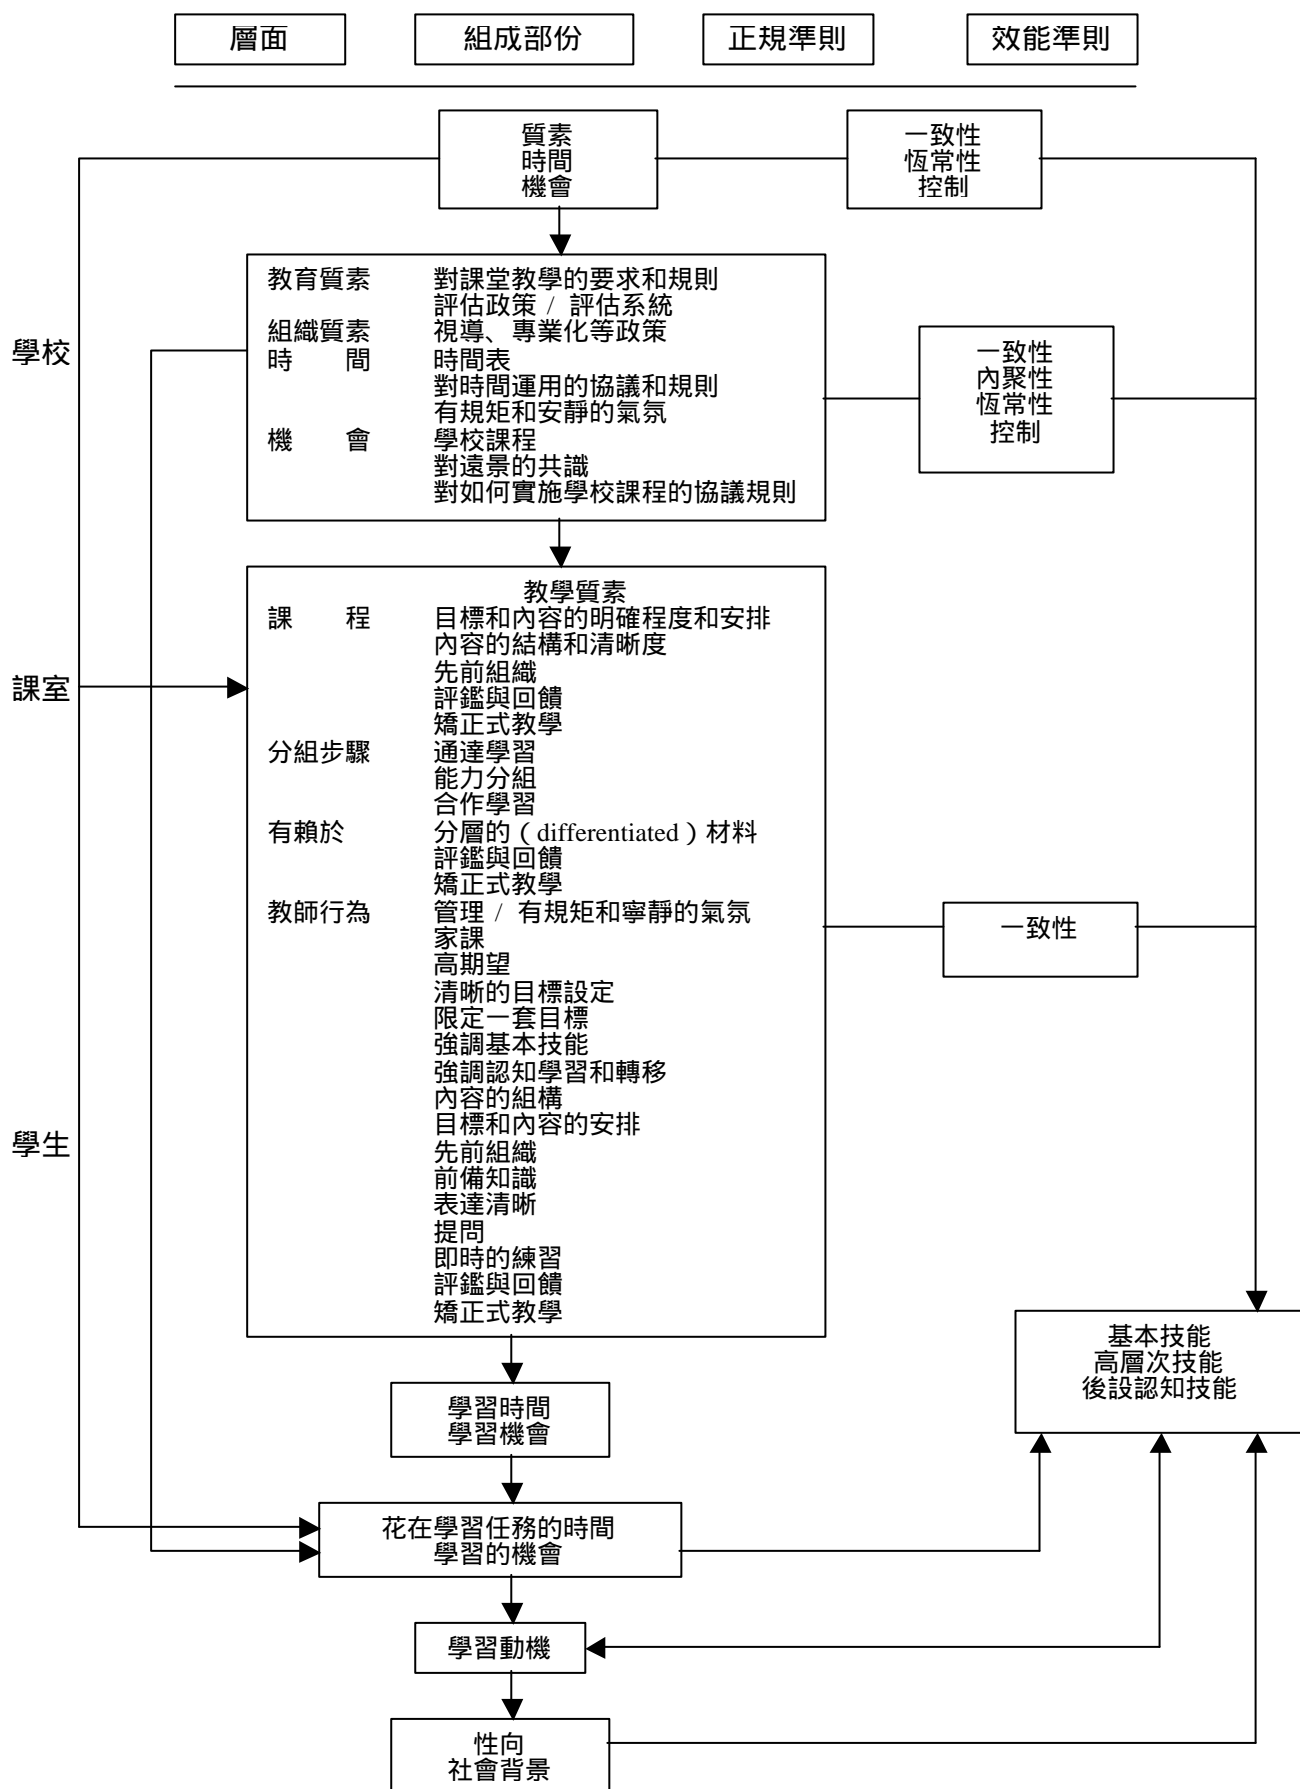 層面 組成部份 正規準則 效能準則
質素
時間
機會
一致性
恆常性
控制
學校
教育質素 對課堂教學的要求和規則
評估政策 / 評估系統
組織質素 視導、專業化等政策
時 間 時間表
對時間運用的協議和規則
有規矩和安靜的氣氛
機 會 學校課程
對遠景的共識
對如何實施學校課程的協議規則
一致性
內聚性
恆常性
控制
課室
教學質素
課 程 目標和內容的明確程度和安排
內容的結構和清晰度
先前組織
評鑑與回饋
矯正式教學
分組步驟 通達學習
能力分組
合作學習
有賴於 分層的（differentiated）材料
評鑑與回饋
矯正式教學
教師行為 管理 / 有規矩和寧靜的氣氛
家課
高期望
清晰的目標設定
限定一套目標
強調基本技能
強調認知學習和轉移
內容的組構
目標和內容的安排
先前組織
前備知識
表達清晰
提問
即時的練習
評鑑與回饋
矯正式教學
一致性
學生
基本技能
高層次技能
後設認知技能
學習時間
學習機會
花在學習任務的時間
學習的機會
學習動機
性向
社會背景